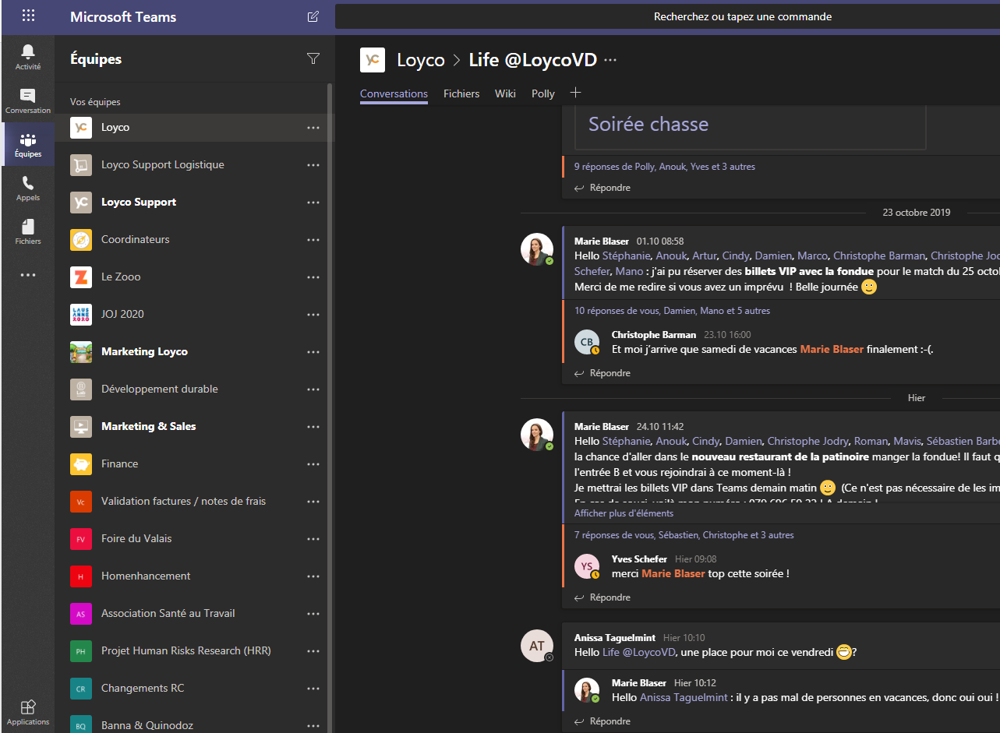 Microsoft Teams
Recherchez ou tapez une commande
Activité
Conversation
Équipes
Appels
Fichiers
Applications
Équipes
Vos équipes
yc Loyco
Loyco Support Logistique
yc Loyco Support
Coordinateurs
Z Le Zooo
LAUSANNE 2020 JOJ 2020
Marketing Loyco
Lab Développement durable
Marketing & Sales
Finance
Vc Validation factures / notes de frais
FV Foire du Valais
H Homenhancement
AS Association Santé au Travail
PH Projet Human Risks Research (HRR)
CR Changements RC
BQ Banna & Quinodoz
yc Loyco > Life @LoycoVD ...
Conversations Fichiers Wiki Polly +
Soirée chasse
9 réponses de Polly, Anouk, Yves et 3 autres
Répondre
23 octobre 2019
Marie Blaser 01.10 08:58
Hello Stéphanie, Anouk, Artur, Cindy, Damien, Marco, Christophe Barman, Christophe Joc
Schefer, Mano : j'ai pu réserver des billets VIP avec la fondue pour le match du 25 octo
Merci de me redire si vous avez un imprévu ! Belle journée 🙂
10 réponses de vous, Damien, Mano et 5 autres
CB
Christophe Barman 23.10 16:00
Et moi j’arrive que samedi de vacances Marie Blaser finalement :-(.
Répondre
Hier
Marie Blaser 24.10 11:42
Hello Stéphanie, Anouk, Cindy, Damien, Christophe Jodry, Roman, Mavis, Sébastien Barbe
la chance d'aller dans le nouveau restaurant de la patinoire manger la fondue! Il faut q
l'entrée B et vous rejoindrai à ce moment-là !
Je mettrai les billets VIP dans Teams demain matin 🙂 (Ce n'est pas nécessaire de les im
Afficher plus d'éléments
7 réponses de vous, Sébastien, Christophe et 3 autres
YS
Yves Schefer Hier 09:08
merci Marie Blaser top cette soirée !
Répondre
AT
Anissa Taguelmint Hier 10:10
Hello Life @LoycoVD, une place pour moi ce vendredi 😁?
Marie Blaser Hier 10:12
Hello Anissa Taguelmint : il y a pas mal de personnes en vacances, donc oui oui !
Répondre